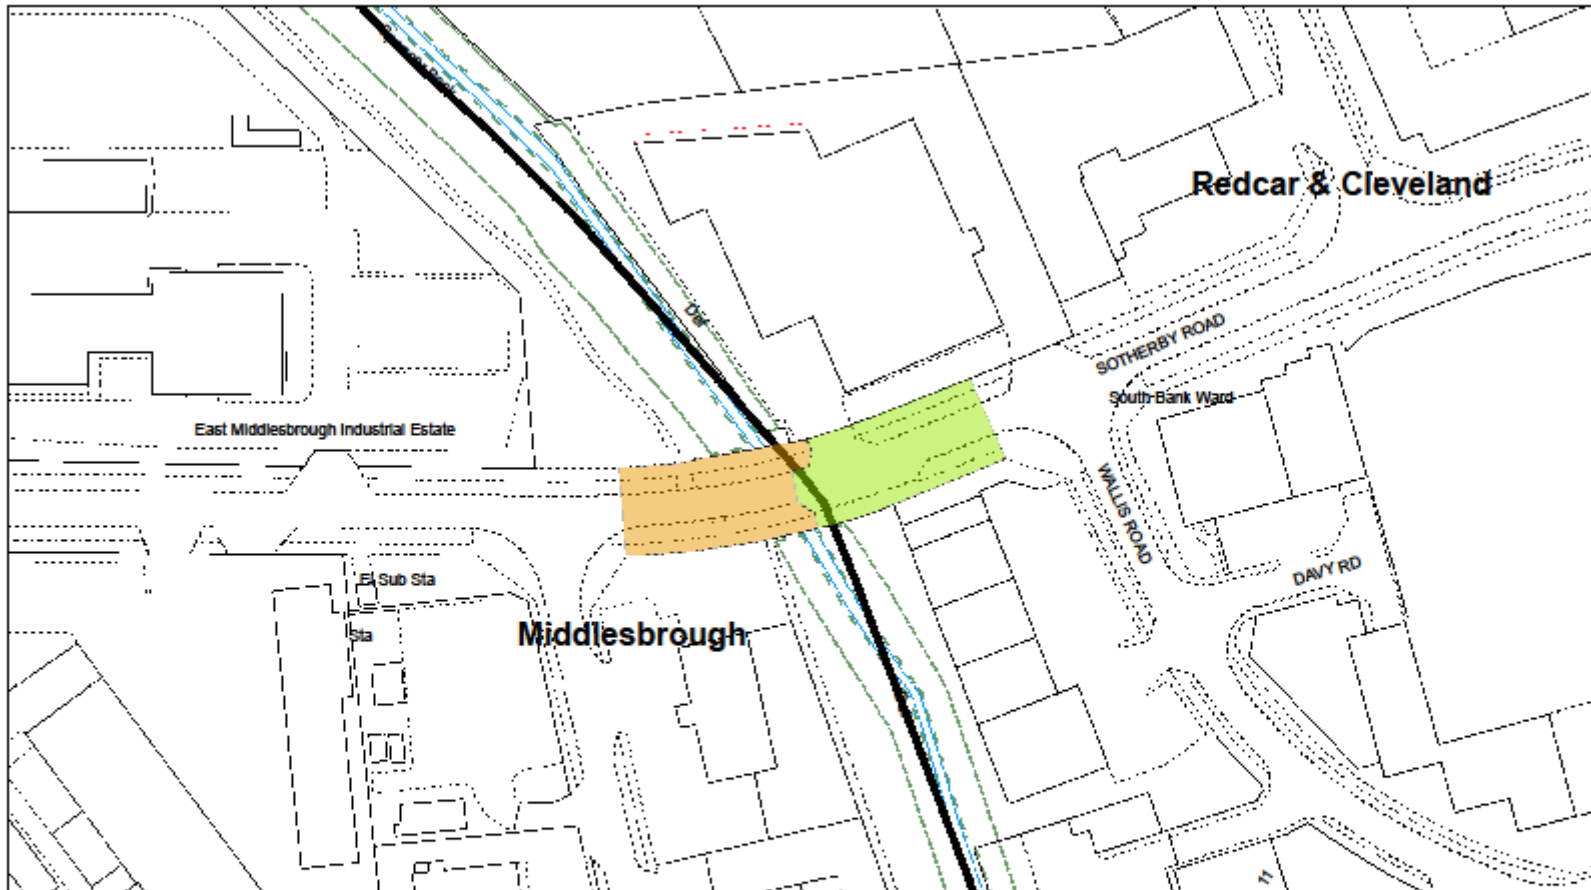 Redcar & Cleveland
Def
SOTHERBY ROAD
South Bank Ward
East Middlesbrough Industrial Estate
WALLIS ROAD
DAVY RD
El Sub Sta
Sta
Middlesbrough
11